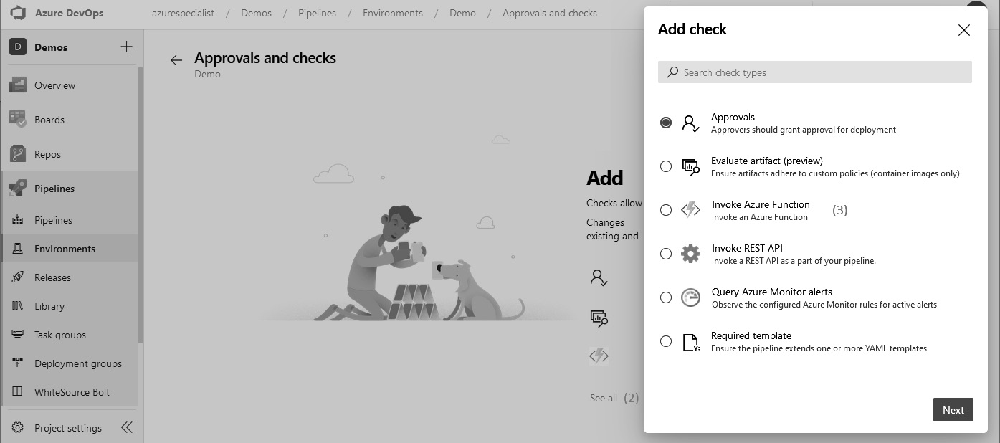 Azure DevOps
azurespecialist / Demos / Pipelines / Environments / Demo / Approvals and checks
D Demos
Overview
Boards
Repos
Pipelines
Pipelines
Environments
Releases
Library
Task groups
Deployment groups
WhiteSource Bolt
Project settings
Approvals and checks
Demo
Add
Checks allow
Changes
existing and
See all (2)
Add check
Search check types
Approvals
Approvers should grant approval for deployment
Evaluate artifact (preview)
Ensure artifacts adhere to custom policies (container images only)
Invoke Azure Function (3)
Invoke an Azure Function
Invoke REST API
Invoke a REST API as a part of your pipeline.
Query Azure Monitor alerts
Observe the configured Azure Monitor rules for active alerts
Required template
Ensure the pipeline extends one or more YAML templates
Next